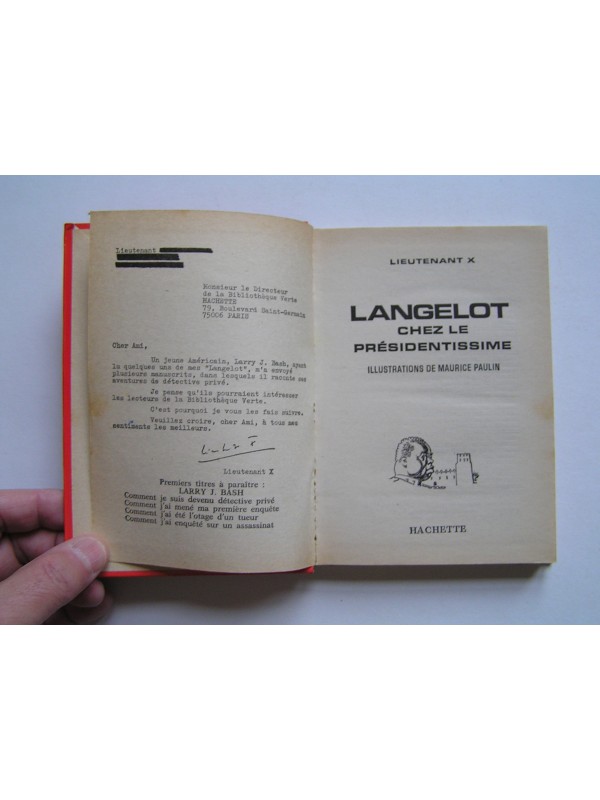 Lieutenant
Monsieur le Directeur
de la Bibliothèque Verte
HACHETTE
79, Boulevard Saint-Germain
75006 PARIS
Cher Ami,
Un jeune Américain, Larry J. Bash, ayant
lu quelques uns de mes "Langelot", m'a envoyé
plusieurs manuscrits, dans lesquels il raconte ses
aventures de détective privé.
Je pense qu'ils pourraient intéresser
les lecteurs de la Bibliothèque Verte.
C'est pourquoi je vous les fais suivre.
Veuillez croire, cher Ami, à tous mes
sentiments les meilleurs.
Lieutenant X
Premiers titres à paraître :
LARRY J. BASH
Comment je suis devenu détective privé
Comment j'ai mené ma première enquête
Comment j'ai été l'otage d'un tueur
Comment j'ai enquêté sur un assassinat
LIEUTENANT X
LANGELOT
CHEZ LE
PRÉSIDENTISSIME
ILLUSTRATIONS DE MAURICE PAULIN
HACHETTE